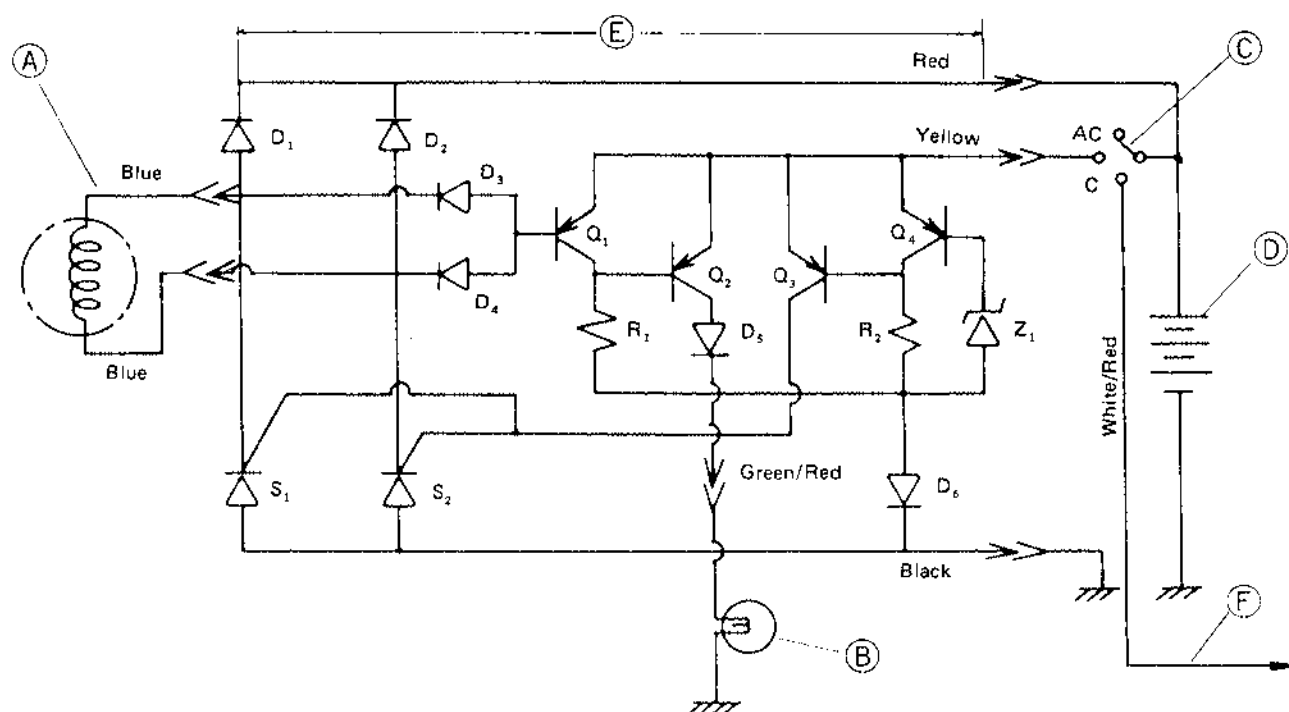 E
A
Red
C
D₁
D₂
Yellow
AC
Blue
D₃
C
Q₁
Q₄
D
D₄
Q₂
Q₃
R₁
D₅
R₂
Z₁
Blue
White/Red
S₁
S₂
Green/Red
D₆
Black
F
B